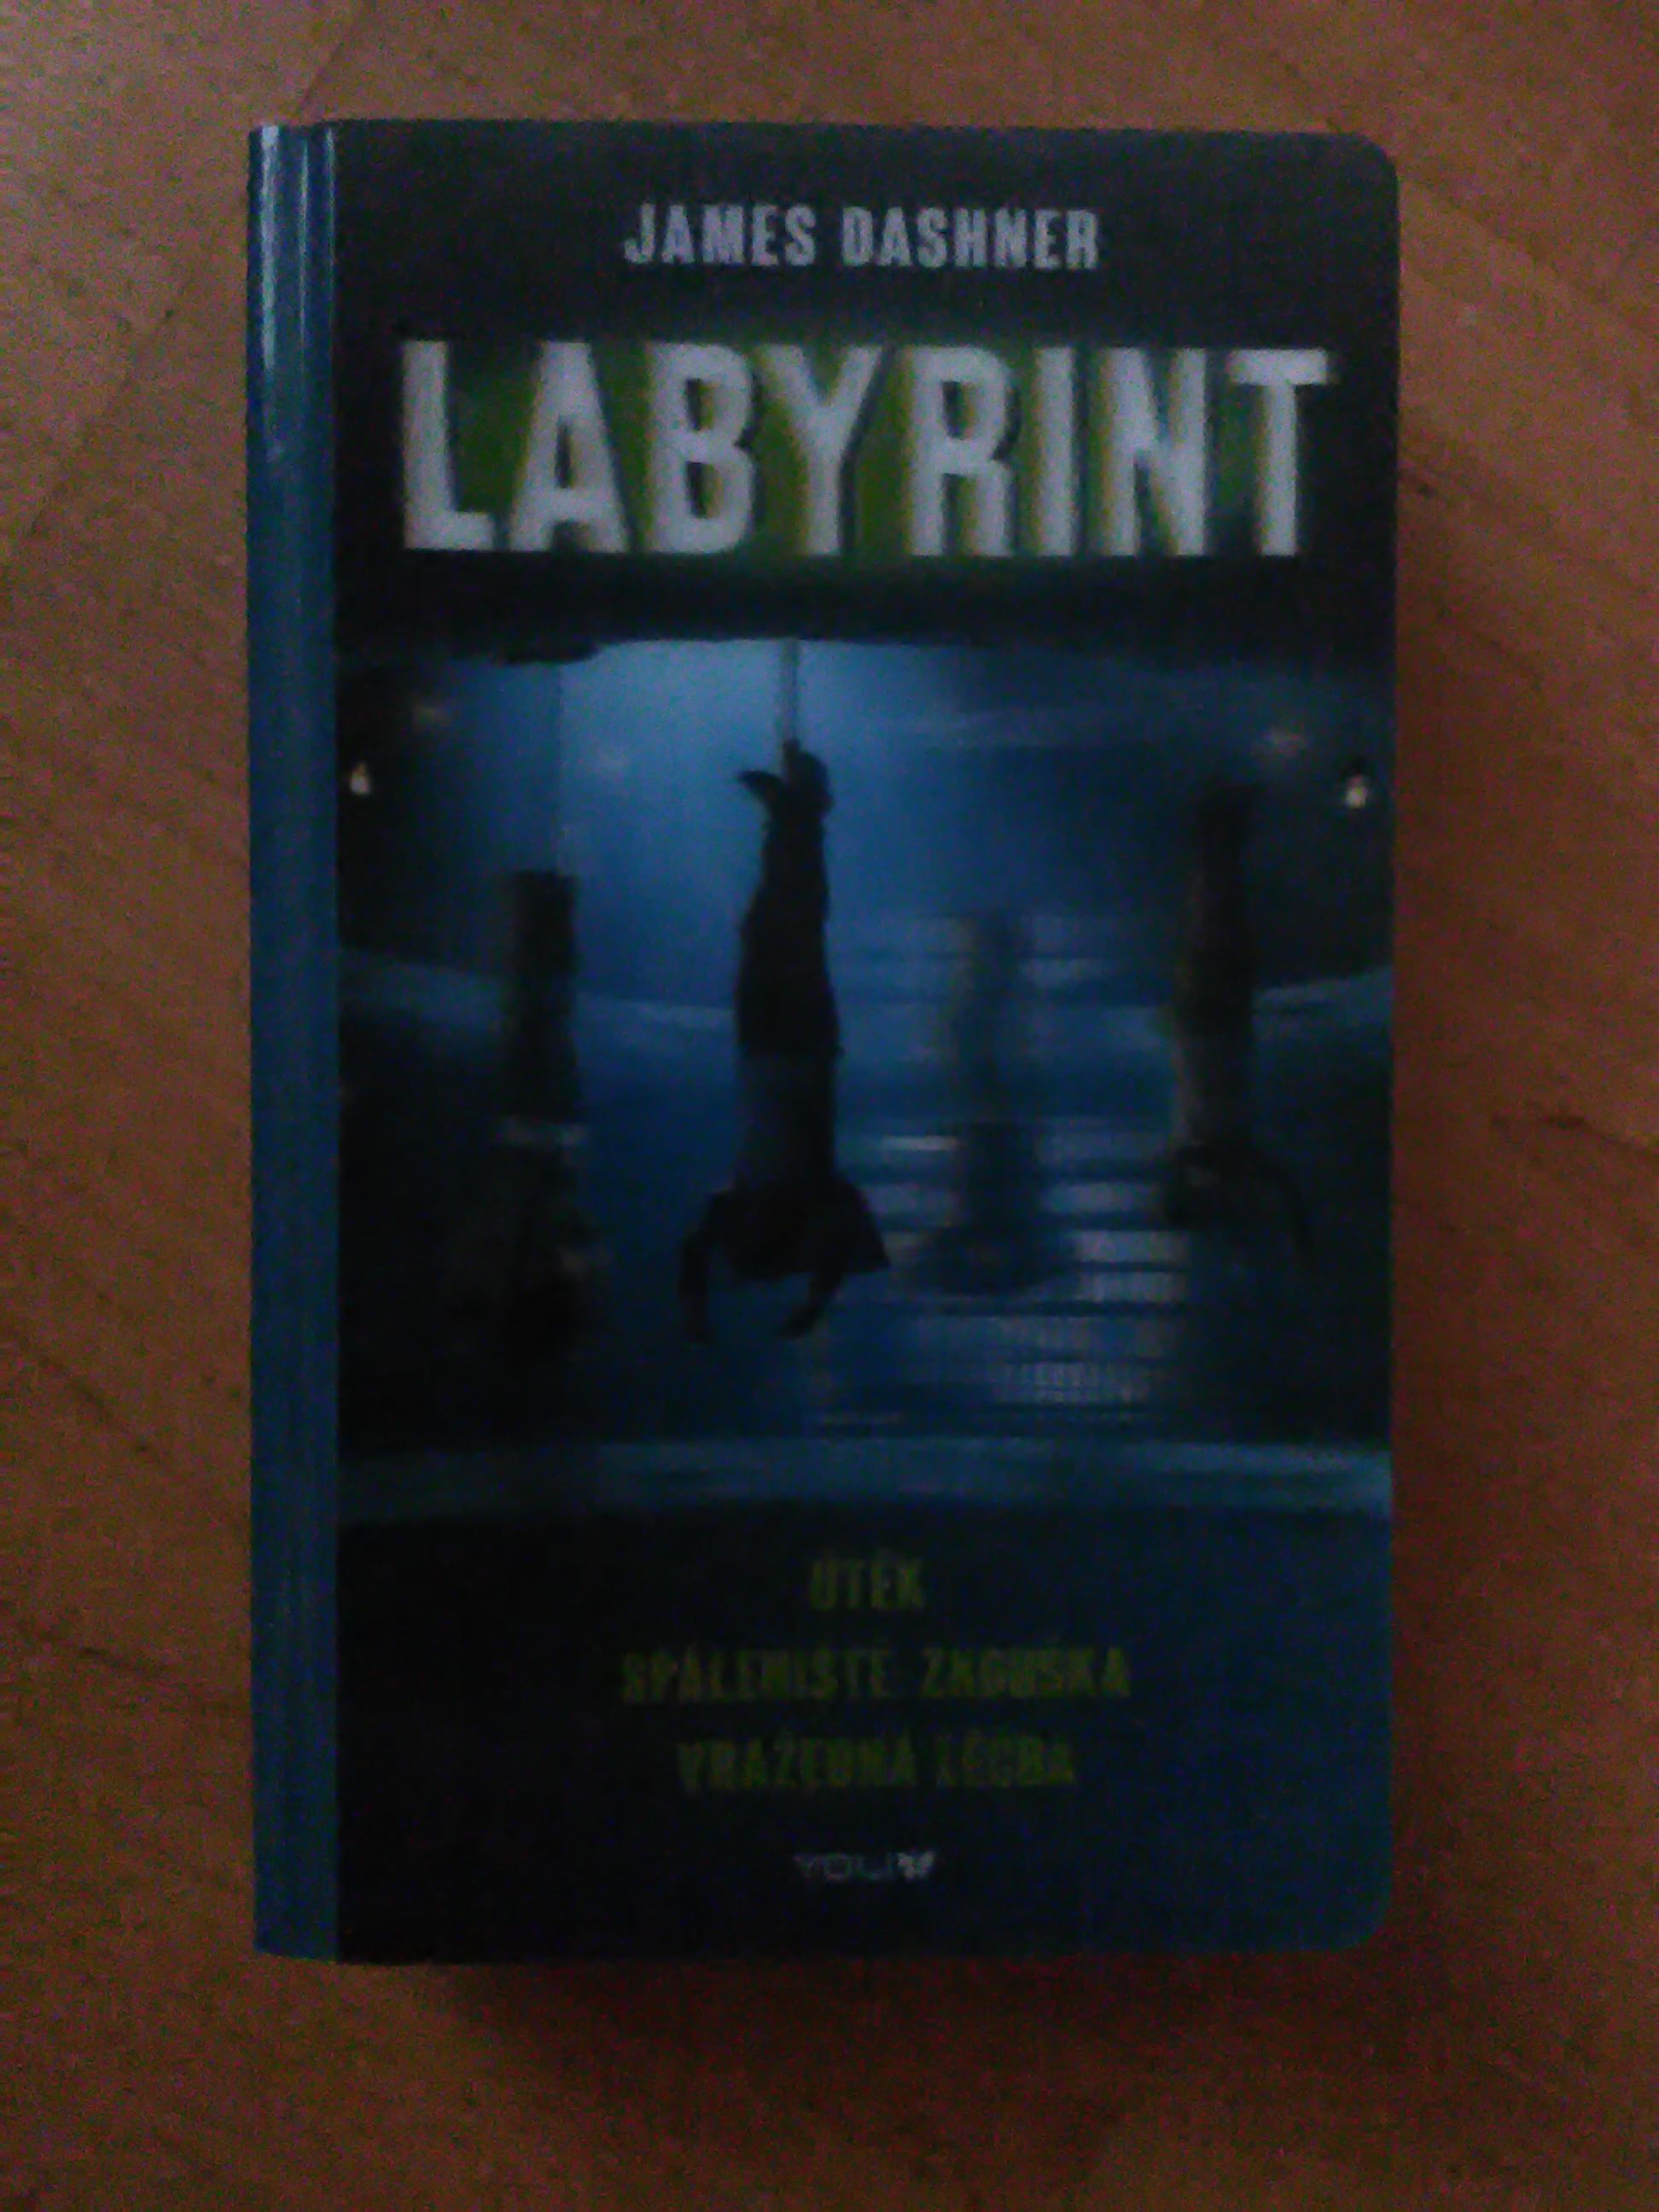 JAMES DASHNER
LABYRINT
ÚTĚK
SPÁLENIŠTĚ: ZKOUŠKA
VRAŽEDNÁ LÉČBA
YOLI